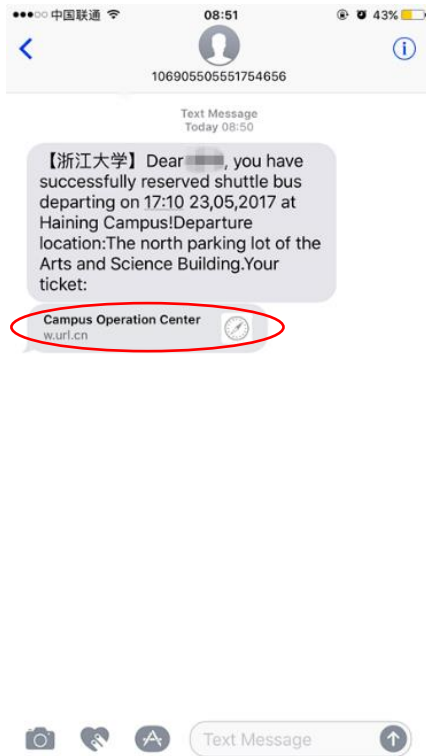 中国联通 08:51 43%
106905505551754656
Text Message
Today 08:50
【浙江大学】Dear , you have
successfully reserved shuttle bus
departing on 17:10 23,05,2017 at
Haining Campus!Departure
location:The north parking lot of the
Arts and Science Building.Your
ticket:
Campus Operation Center
w.url.cn
Text Message